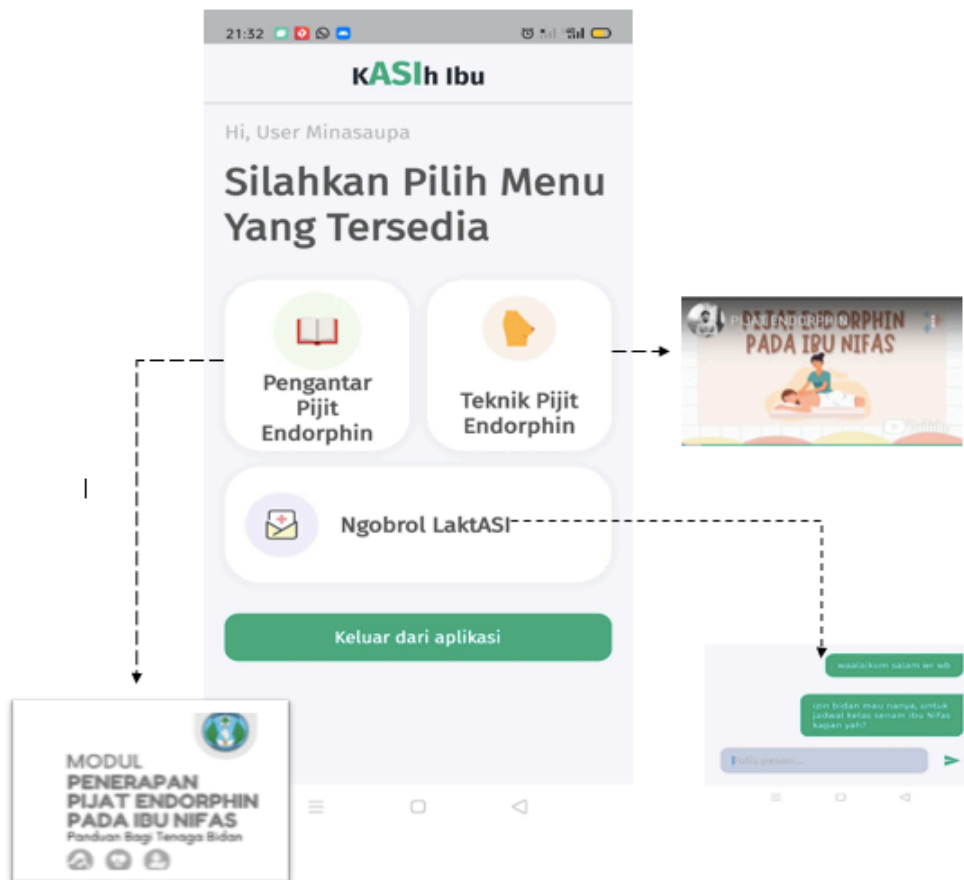 21:32
KASIh Ibu
Hi, User Minasaupa
Silahkan Pilih Menu
Yang Tersedia
Pengantar
Pijit
Endorphin
Teknik Pijit
Endorphin
Ngobrol LaktASI
Keluar dari aplikasi
PIJAT ENDORPHIN
PIJAT ENDORPHIN
PADA IBU NIFAS
waalaikum salam wr wb
izin bidan mau nanya, untuk
jadwal kelas senam ibu Nifas
kapan yah?
Tulis pesan...
MODUL
PENERAPAN
PIJAT ENDORPHIN
PADA IBU NIFAS
Panduan Bagi Tenaga Bidan